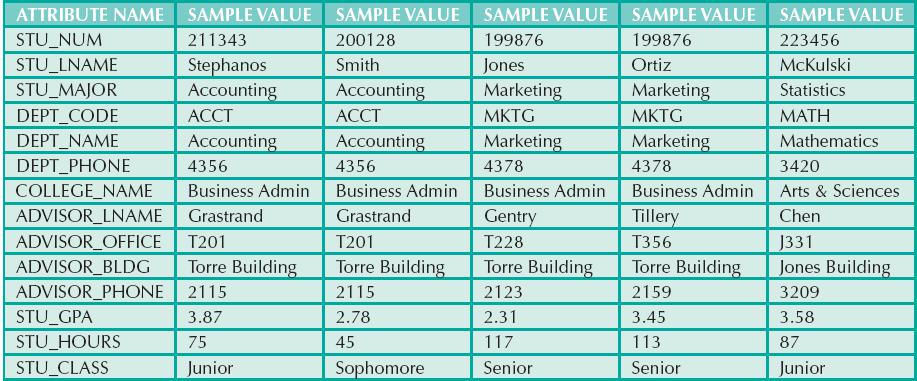 ATTRIBUTE NAME SAMPLE VALUE SAMPLE VALUE SAMPLE VALUE SAMPLE VALUE SAMPLE VALUE
STU_NUM 211343 200128 199876 199876 223456
STU_LNAME Stephanos Smith Jones Ortiz McKulski
STU_MAJOR Accounting Accounting Marketing Marketing Statistics
DEPT_CODE ACCT ACCT MKTG MKTG MATH
DEPT_NAME Accounting Accounting Marketing Marketing Mathematics
DEPT_PHONE 4356 4356 4378 4378 3420
COLLEGE_NAME Business Admin Business Admin Business Admin Business Admin Arts & Sciences
ADVISOR_LNAME Grastrand Grastrand Gentry Tillery Chen
ADVISOR_OFFICE T201 T201 T228 T356 J331
ADVISOR_BLDG Torre Building Torre Building Torre Building Torre Building Jones Building
ADVISOR_PHONE 2115 2115 2123 2159 3209
STU_GPA 3.87 2.78 2.31 3.45 3.58
STU_HOURS 75 45 117 113 87
STU_CLASS Junior Sophomore Senior Senior Junior